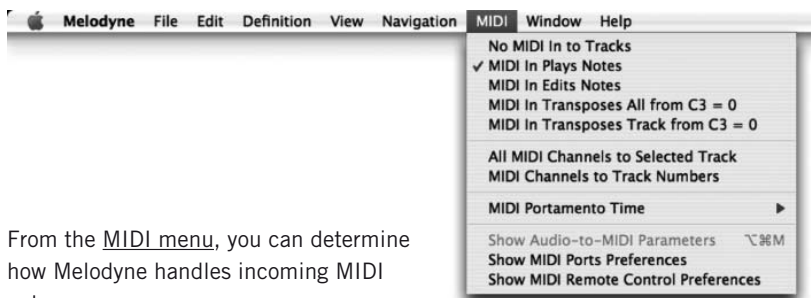 Melodyne File Edit Definition View Navigation MIDI Window Help
No MIDI In to Tracks
✓ MIDI In Plays Notes
MIDI In Edits Notes
MIDI In Transposes All from C3 = 0
MIDI In Transposes Track from C3 = 0
All MIDI Channels to Selected Track
MIDI Channels to Track Numbers
MIDI Portamento Time ▶
Show Audio-to-MIDI Parameters ⌥⌘M
Show MIDI Ports Preferences
Show MIDI Remote Control Preferences
From the MIDI menu, you can determine
how Melodyne handles incoming MIDI